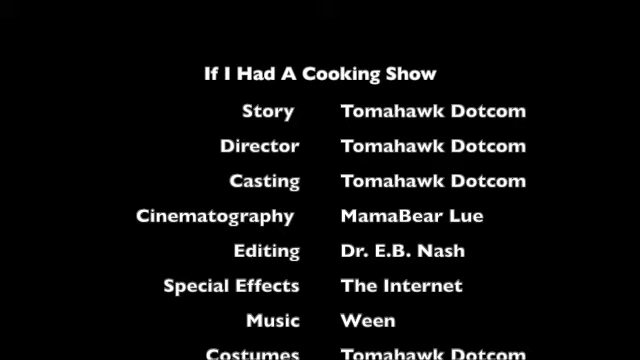 If I Had A Cooking Show
Story Tomahawk Dotcom
Director Tomahawk Dotcom
Casting Tomahawk Dotcom
Cinematography MamaBear Lue
Editing Dr. E.B. Nash
Special Effects The Internet
Music Ween
Costumes Tomahawk Dotcom